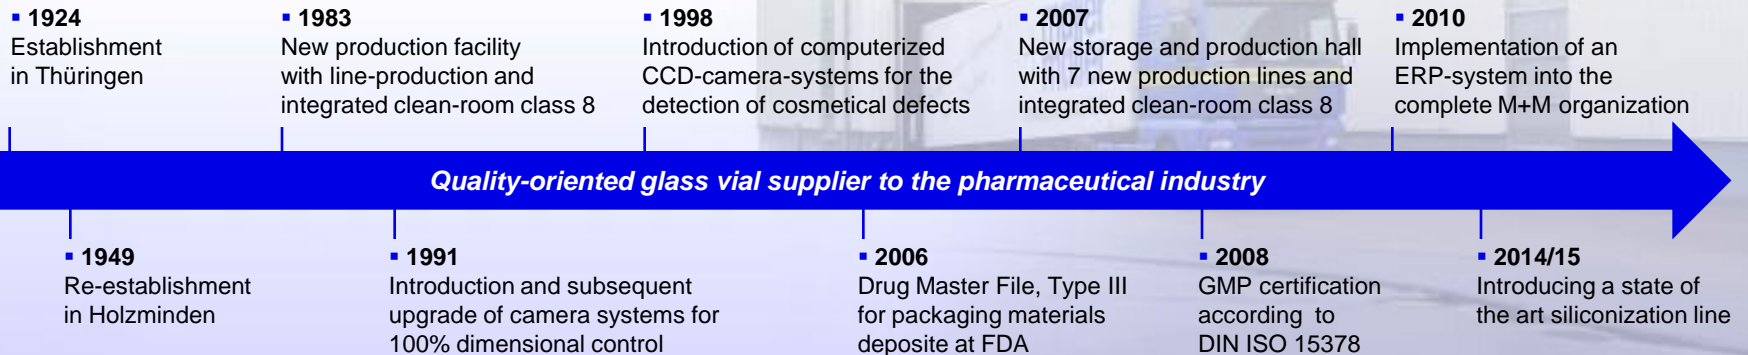 ▪ 1924
Establishment
in Thüringen
▪ 1983
New production facility
with line-production and
integrated clean-room class 8
▪ 1998
Introduction of computerized
CCD-camera-systems for the
detection of cosmetical defects
▪ 2007
New storage and production hall
with 7 new production lines and
integrated clean-room class 8
▪ 2010
Implementation of an
ERP-system into the
complete M+M organization
Quality-oriented glass vial supplier to the pharmaceutical industry
▪ 1949
Re-establishment
in Holzminden
▪ 1991
Introduction and subsequent
upgrade of camera systems for
100% dimensional control
▪ 2006
Drug Master File, Type III
for packaging materials
deposite at FDA
▪ 2008
GMP certification
according to
DIN ISO 15378
▪ 2014/15
Introducing a state of
the art siliconization line